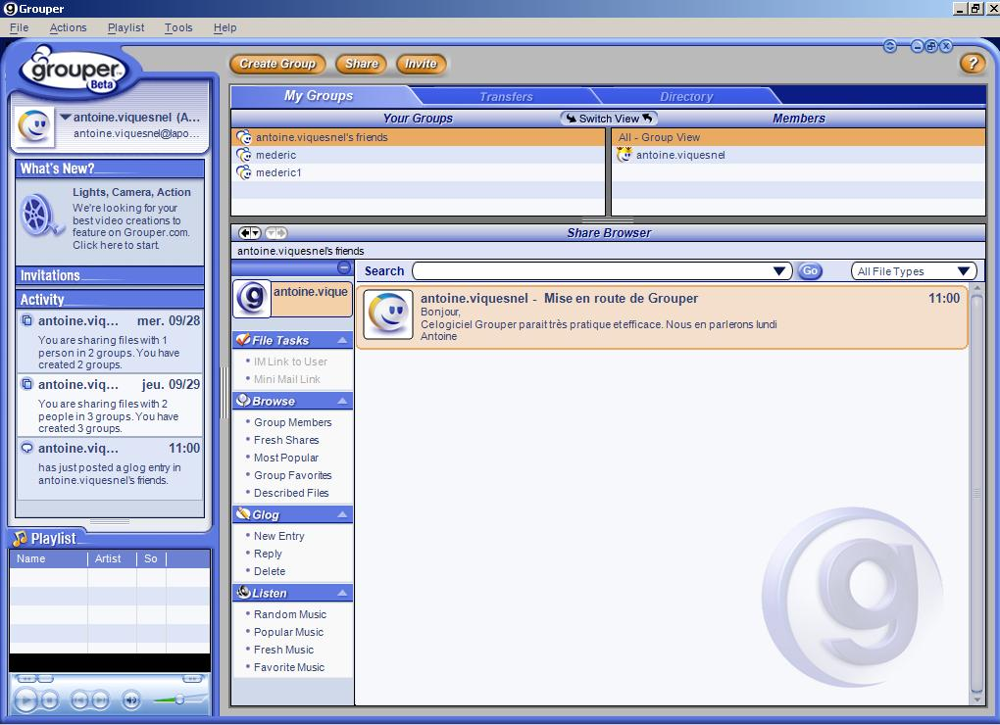 Grouper
File Actions Playlist Tools Help
grouper™
Beta
antoine.viquesnel (A...
antoine.viquesnel@lapo...
What's New?
Lights, Camera, Action
We're looking for your
best video creations to
feature on Grouper.com.
Click here to start.
Invitations
Activity
antoine.viq... mer. 09/28
You are sharing files with 1
person in 2 groups. You have
created 2 groups.
antoine.viq... jeu. 09/29
You are sharing files with 2
people in 3 groups. You have
created 3 groups.
antoine.viq... 11:00
has just posted a glog entry in
antoine.viquesnel's friends.
Playlist
Name Artist So
Create Group Share Invite ?
My Groups Transfers Directory
Your Groups Switch View Members
antoine.viquesnel's friends
mederic
mederic1
All - Group View
antoine.viquesnel
Share Browser
antoine.viquesnel's friends
Search Go All File Types
g antoine.vique
File Tasks
IM Link to User
Mini Mail Link
Browse
Group Members
Fresh Shares
Most Popular
Group Favorites
Described Files
Glog
New Entry
Reply
Delete
Listen
Random Music
Popular Music
Fresh Music
Favorite Music
antoine.viquesnel - Mise en route de Grouper 11:00
Bonjour,
Ce logiciel Grouper parait très pratique et efficace. Nous en parlerons lundi
Antoine
g